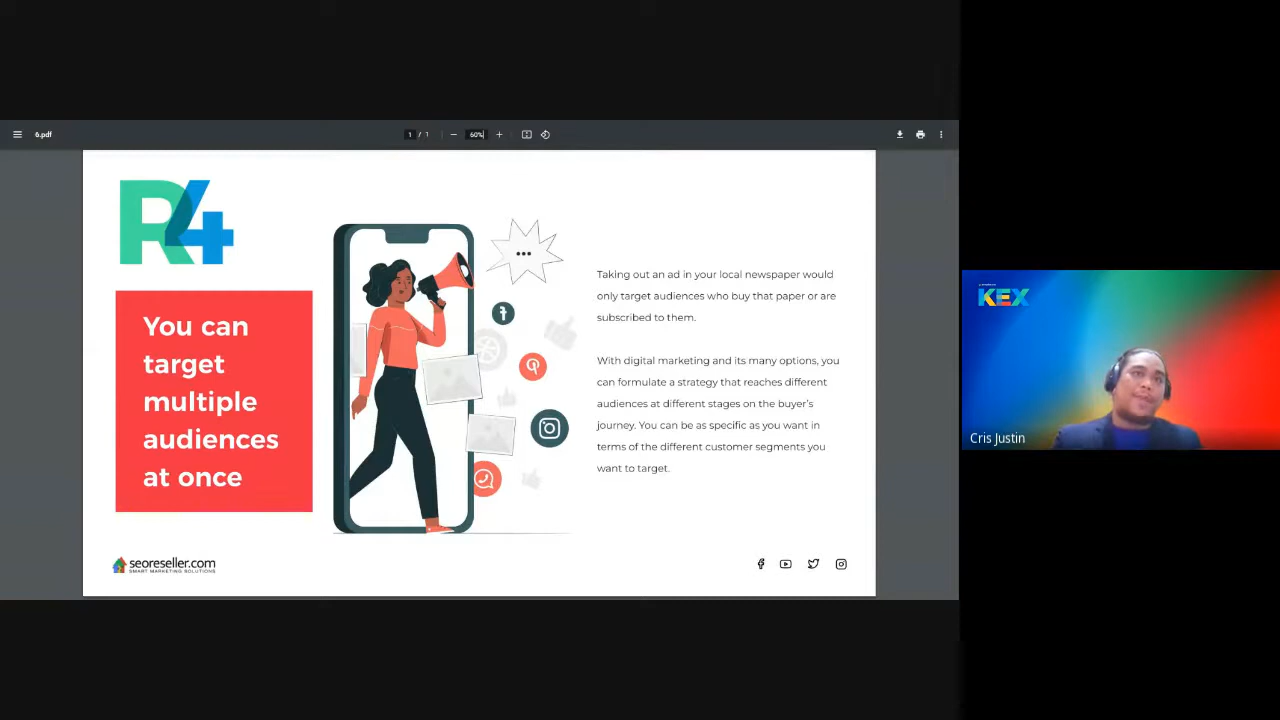 6.pdf
1 / 1
60%
R4
You can
target
multiple
audiences
at once
Taking out an ad in your local newspaper would
only target audiences who buy that paper or are
subscribed to them.
With digital marketing and its many options, you
can formulate a strategy that reaches different
audiences at different stages on the buyer's
journey. You can be as specific as you want in
terms of the different customer segments you
want to target.
seoreseller.com
SMART MARKETING SOLUTIONS
KEX
Cris Justin